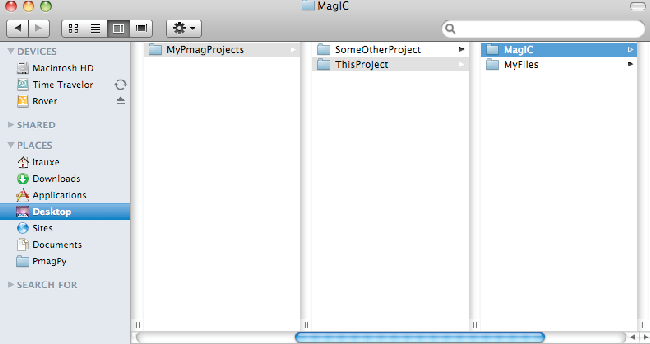 MagIC
DEVICES
Macintosh HD
Time Travelor
Rover
SHARED
PLACES
ltauxe
Downloads
Applications
Desktop
Sites
Documents
PmagPy
SEARCH FOR
MyPmagProjects
SomeOtherProject
ThisProject
MagIC
MyFiles